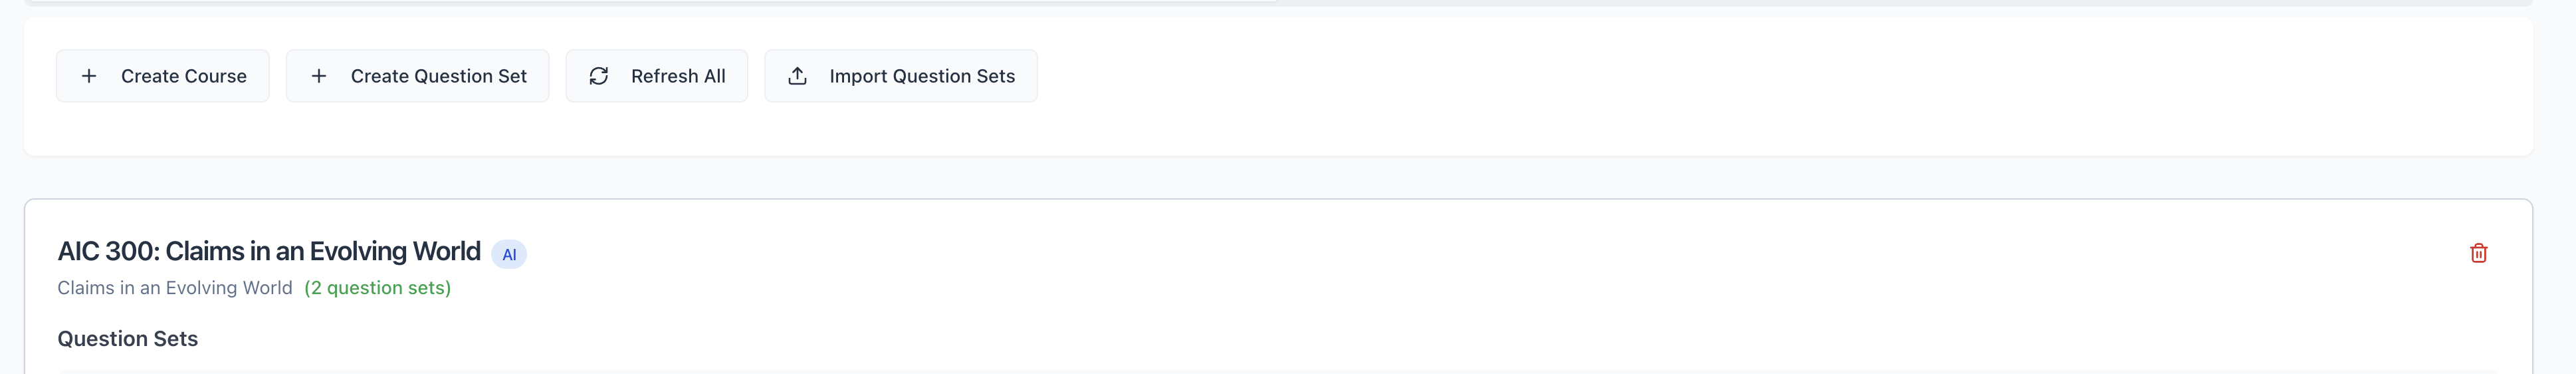 Create Course Create Question Set Refresh All Import Question Sets
AIC 300: Claims in an Evolving World AI
Claims in an Evolving World (2 question sets)
Question Sets